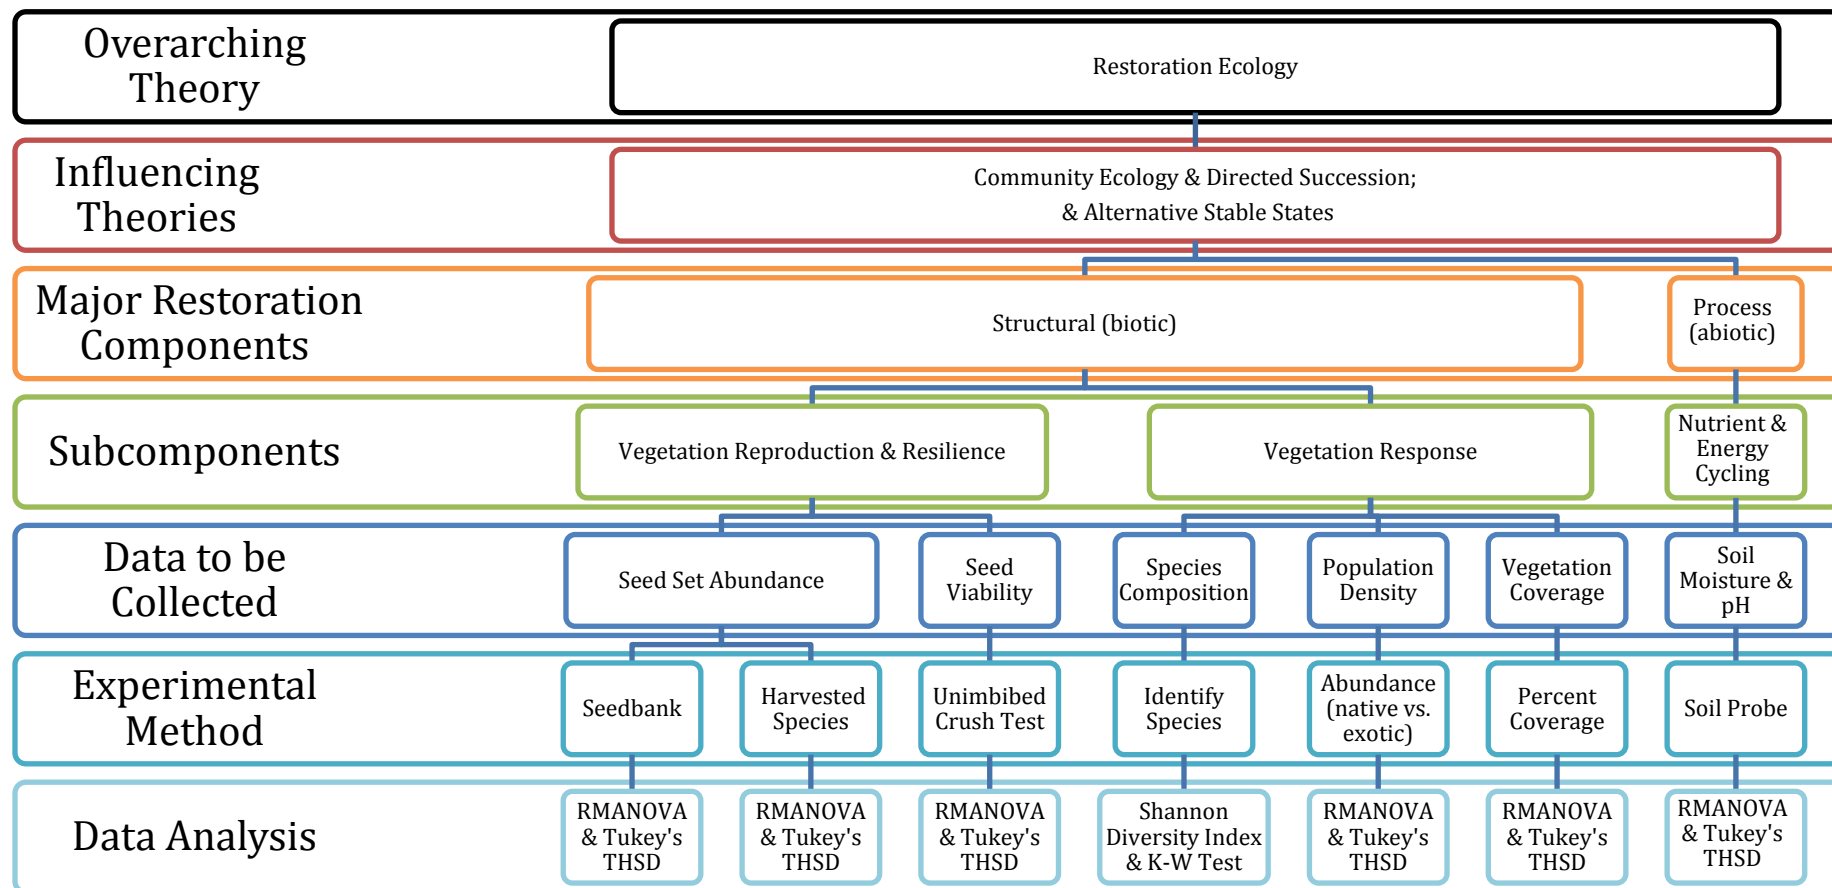 Overarching
Theory
Restoration Ecology
Influencing
Theories
Community Ecology & Directed Succession;
& Alternative Stable States
Major Restoration
Components
Structural (biotic)
Process
(abiotic)
Subcomponents
Vegetation Reproduction & Resilience
Vegetation Response
Nutrient &
Energy
Cycling
Data to be
Collected
Seed Set Abundance
Seed
Viability
Species
Composition
Population
Density
Vegetation
Coverage
Soil
Moisture &
pH
Experimental
Method
Seedbank
Harvested
Species
Unimbibed
Crush Test
Identify
Species
Abundance
(native vs.
exotic)
Percent
Coverage
Soil Probe
Data Analysis
RMANOVA
& Tukey's
THSD
RMANOVA
& Tukey's
THSD
RMANOVA
& Tukey's
THSD
Shannon
Diversity Index
& K-W Test
RMANOVA
& Tukey's
THSD
RMANOVA
& Tukey's
THSD
RMANOVA
& Tukey's
THSD